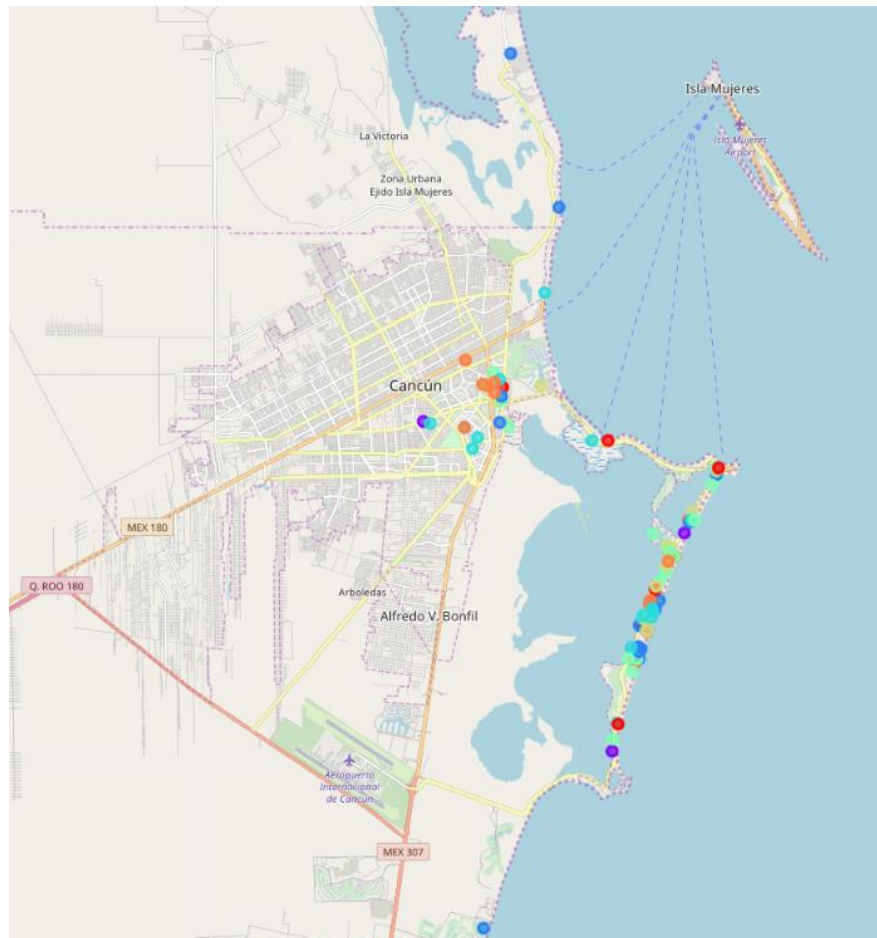 Isla Mujeres
Isla Mujeres
Airport
La Victoria
Zona Urbana
Ejido Isla Mujeres
Cancún
MEX 180
Q. ROO 180
Arboledas
Alfredo V. Bonfil
Aeropuerto
Internacional
de Cancún
MEX 307